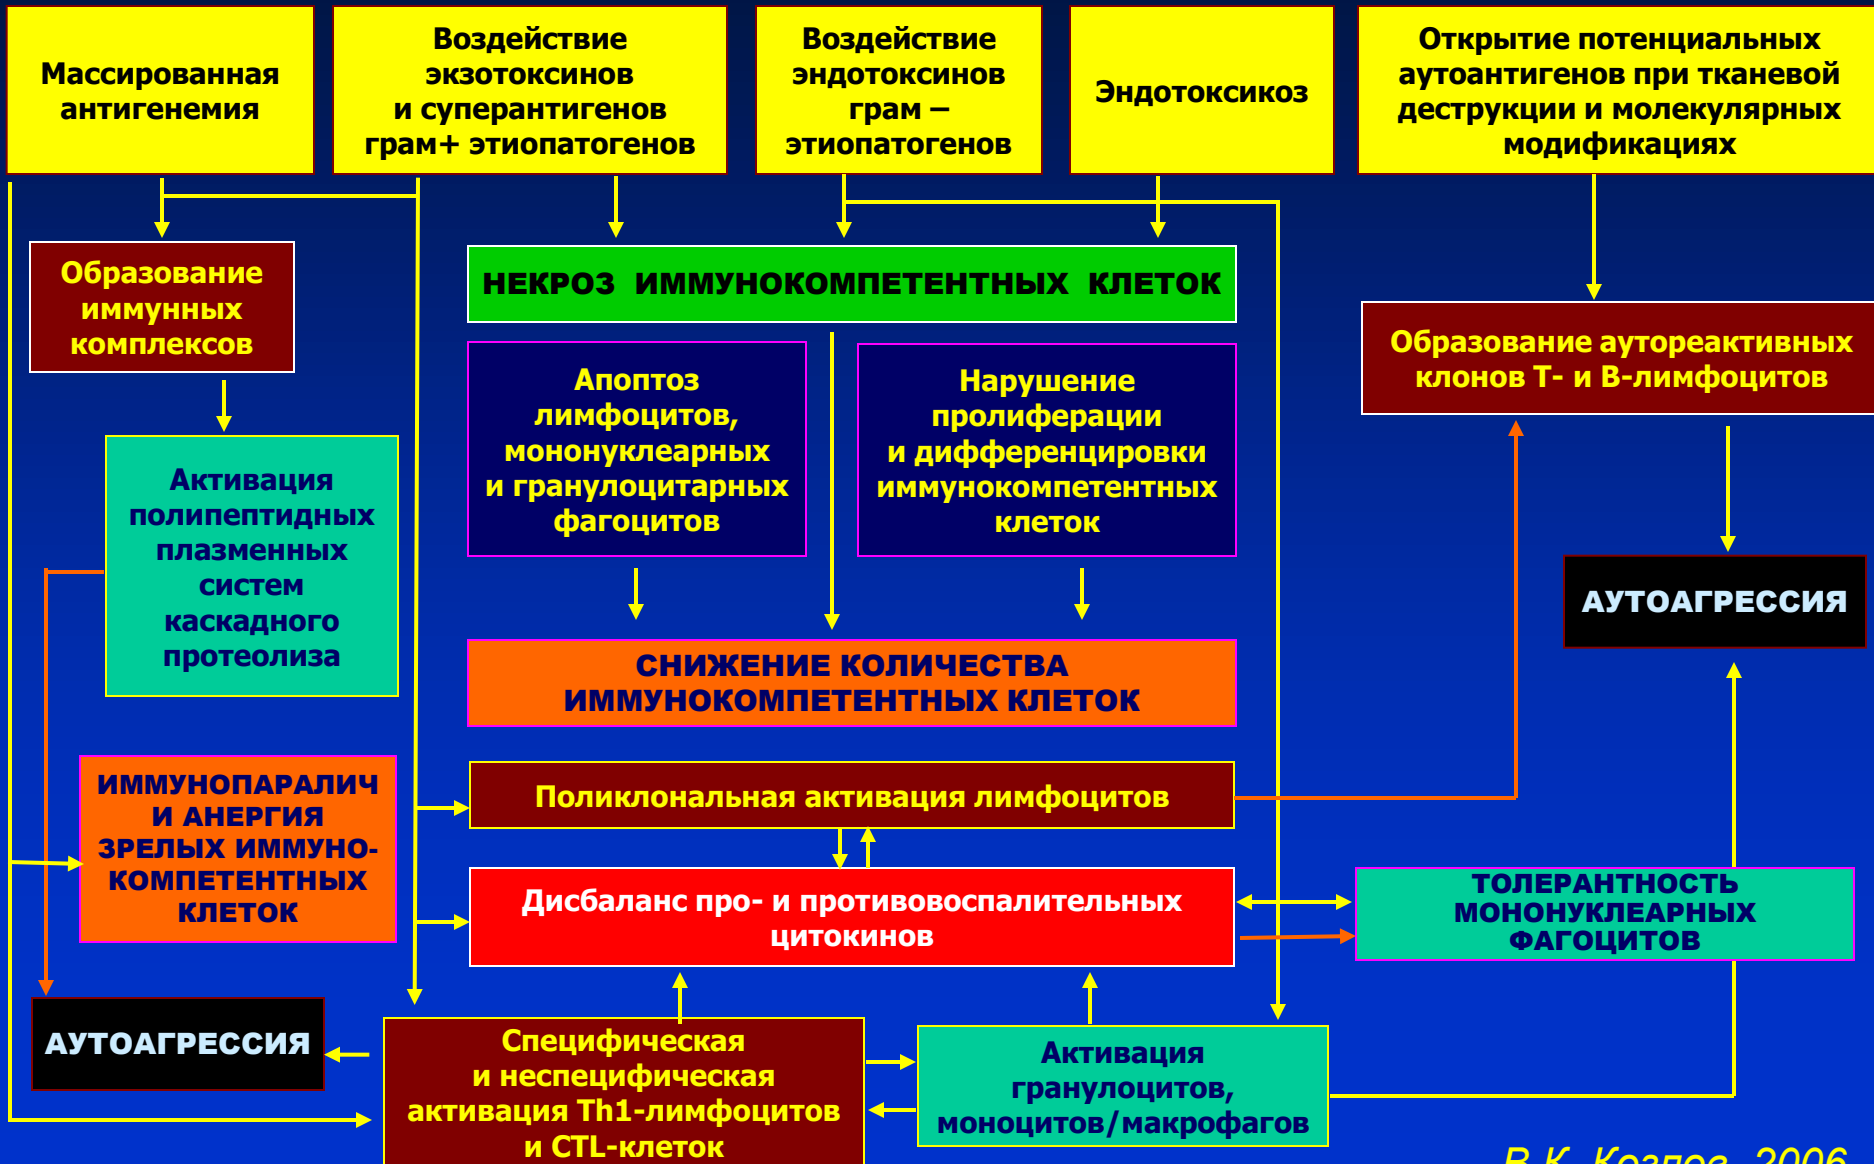 Массированная
антигенемия
Воздействие
экзотоксинов
и суперантигенов
грам+ этиопатогенов
Воздействие
эндотоксинов
грам –
этиопатогенов
Эндотоксикоз
Открытие потенциальных
аутоантигенов при тканевой
деструкции и молекулярных
модификациях
Образование
иммунных
комплексов
НЕКРОЗ ИММУНОКОМПЕТЕНТНЫХ КЛЕТОК
Образование аутореактивных
клонов Т- и В-лимфоцитов
Апоптоз
лимфоцитов,
мононуклеарных
и гранулоцитарных
фагоцитов
Нарушение
пролиферации
и дифференцировки
иммунокомпетентных
клеток
Активация
полипептидных
плазменных
систем
каскадного
протеолиза
АУТОАГРЕССИЯ
СНИЖЕНИЕ КОЛИЧЕСТВА
ИММУНОКОМПЕТЕНТНЫХ КЛЕТОК
ИММУНОПАРАЛИЧ
И АНЕРГИЯ
ЗРЕЛЫХ ИММУНО-
КОМПЕТЕНТНЫХ
КЛЕТОК
Поликлональная активация лимфоцитов
Дисбаланс про- и противовоспалительных
цитокинов
ТОЛЕРАНТНОСТЬ
МОНОНУКЛЕАРНЫХ
ФАГОЦИТОВ
АУТОАГРЕССИЯ
Специфическая
и неспецифическая
активация Th1-лимфоцитов
и CTL-клеток
Активация
гранулоцитов,
моноцитов/макрофагов
В.К. Козлов, 2006